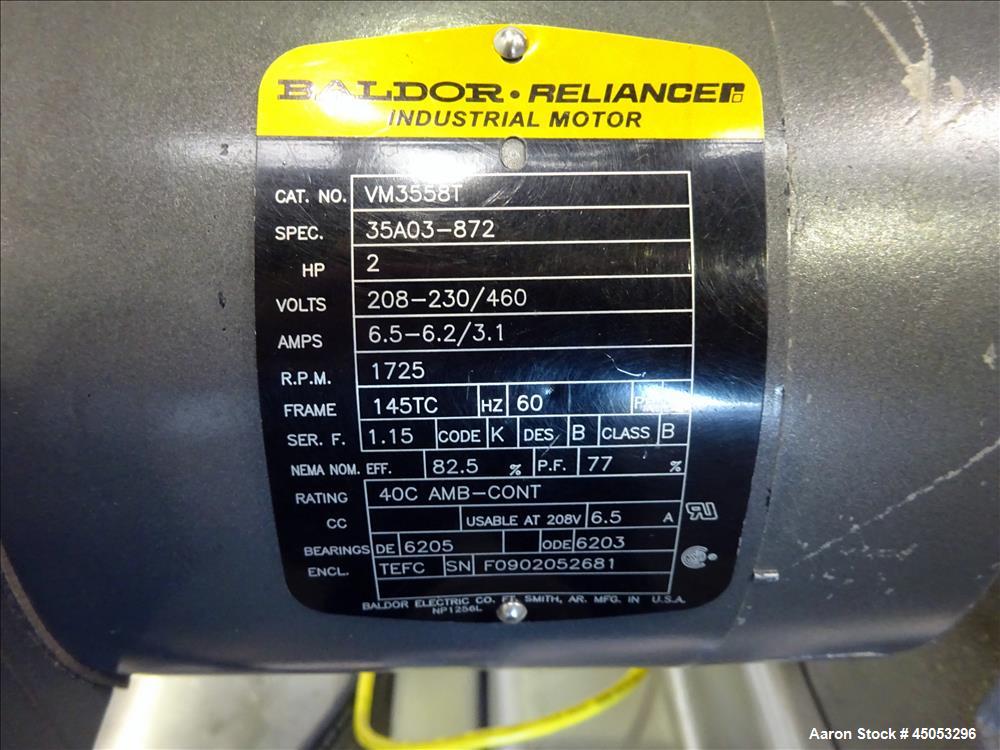 BALDOR • RELIANCER
INDUSTRIAL MOTOR
CAT. NO. VM3558T
SPEC. 35A03-872
HP 2
VOLTS 208-230/460
AMPS 6.5-6.2/3.1
R.P.M. 1725
FRAME 145TC HZ 60
SER. F. 1.15 CODE K DES B CLASS B
NEMA NOM. EFF. 82.5 % P.F. 77 %
RATING 40C AMB-CONT
CC USABLE AT 208V 6.5 A
BEARINGS DE 6205 ODE 6203
ENCL. TEFC SN F0902052681
BALDOR ELECTRIC CO. FT. SMITH, AR. MFG. IN U.S.A.
NP1256L
Aaron Stock # 45053296